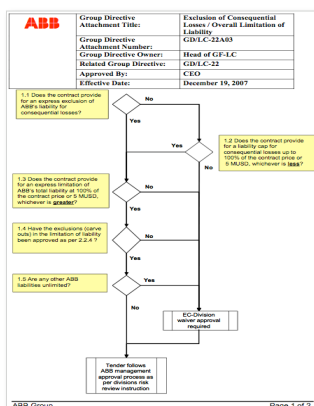 ABB
Group Directive
Attachment Title:
Exclusion of Consequential
Losses / Overall Limitation of
Liability
Group Directive
Attachment Number:
GD/LC-22A03
Group Directive Owner:
Head of GF-LC
Related Group Directive:
GD/LC-22
Approved By:
CEO
Effective Date:
December 19, 2007
1.1 Does the contract provide
for an express exclusion of
ABB's liability for
consequential losses?
No
Yes
1.2 Does the contract provide
for a liability cap for
consequential losses up to
100% of the contract price or
5 MUSD, whichever is less?
Yes
No
1.3 Does the contract provide
for an express limitation of
ABB's total liability at 100% of
the contract price or 5 MUSD,
whichever is greater?
No
Yes
1.4 Have the exclusions (carve
outs) in the limitation of liability
been approved as per 2.2.4 ?
No
Yes
1.5 Are any other ABB
liabilities unlimited?
Yes
No
EC-Division
waiver approval
required
Tender follows
ABB management
approval process as
per divisions risk
review instruction
ABB Group
Page 1 of 2